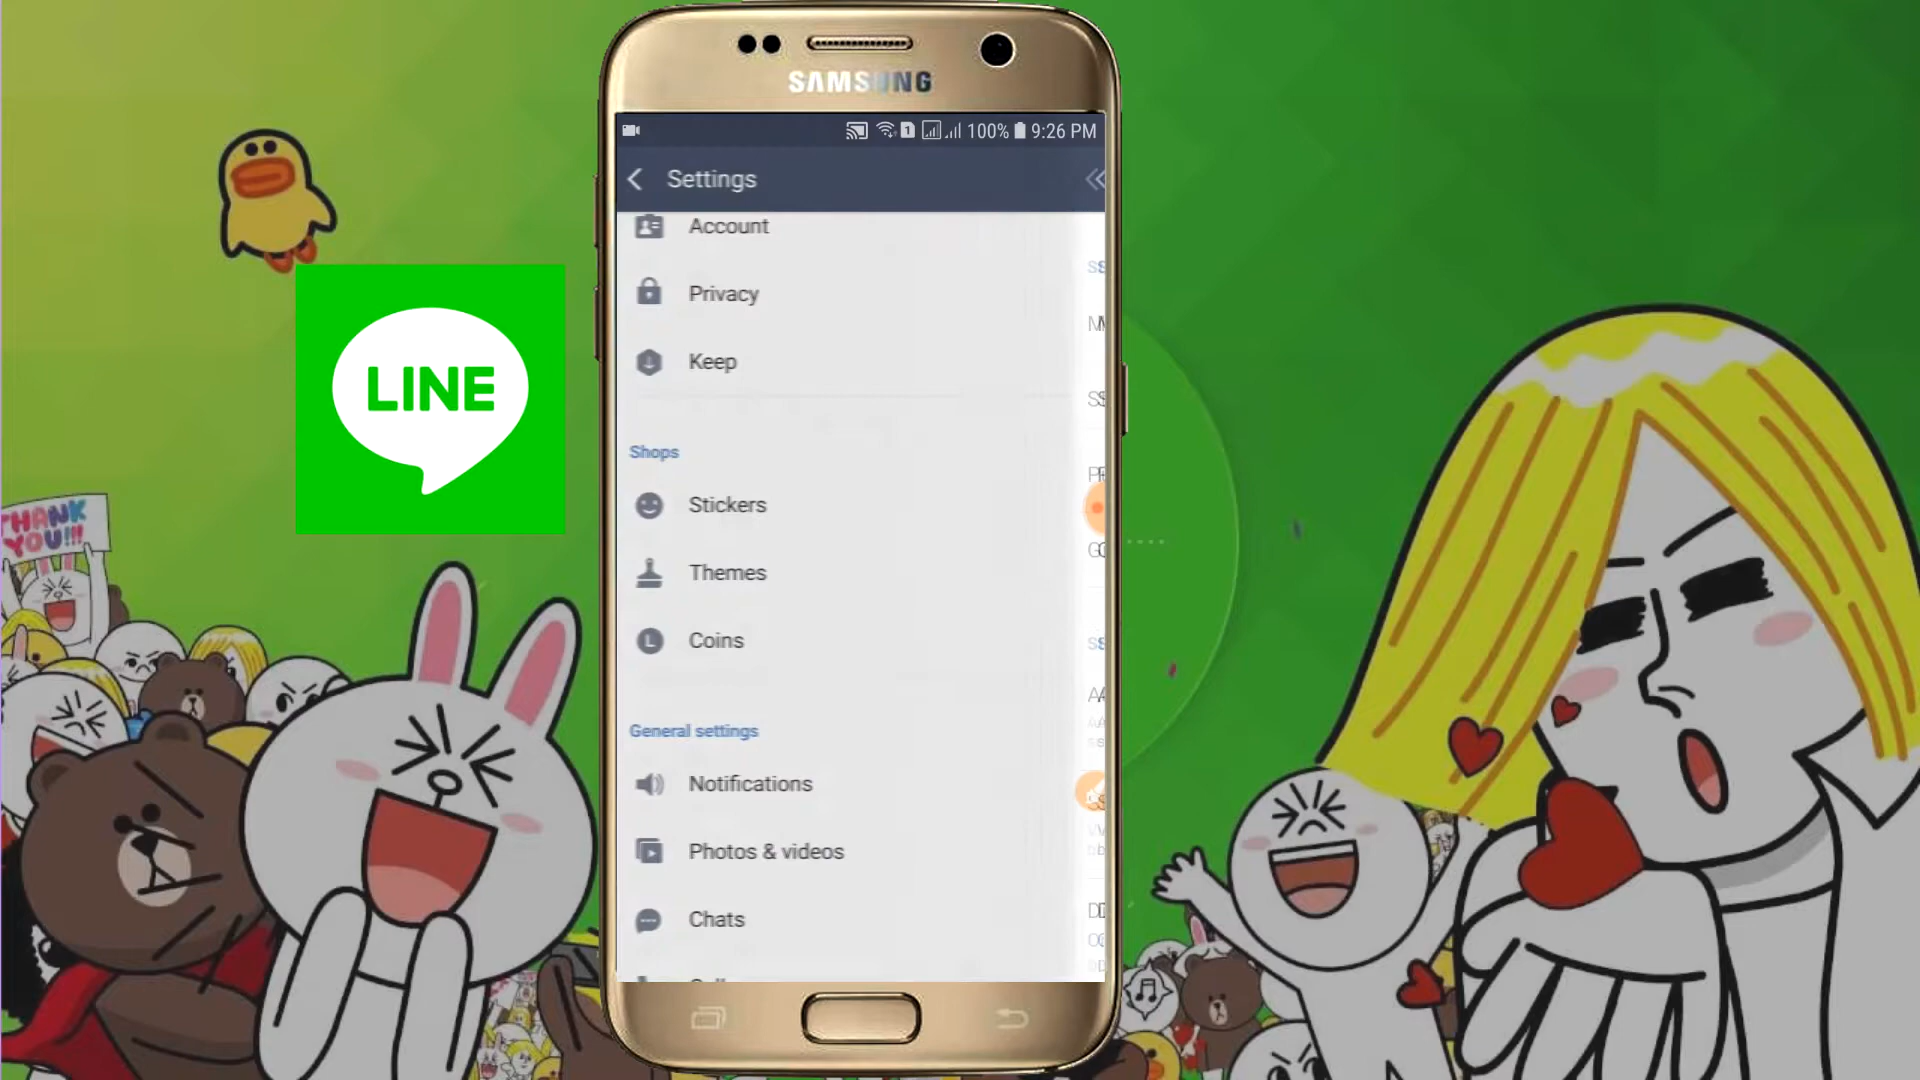 SAMSUNG
1 100% 9:26 PM
Settings
Account
Privacy
Keep
Shops
Stickers
Themes
Coins
General settings
Notifications
Photos & videos
Chats
LINE
THANK
YOU!!!